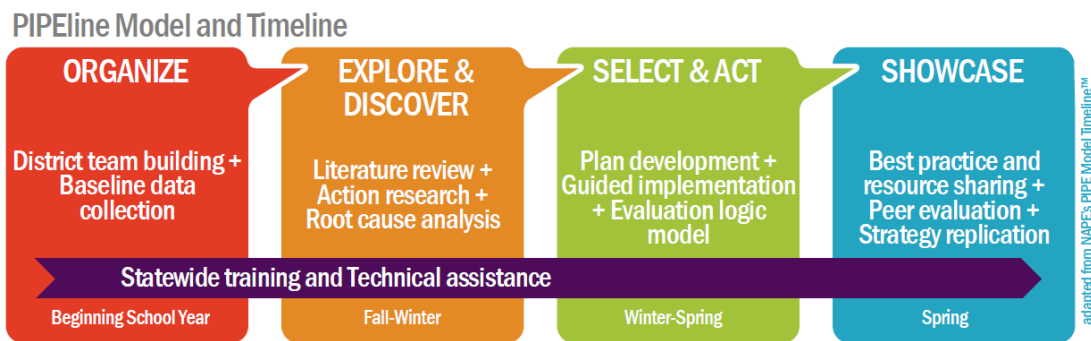 PIPEline Model and Timeline
ORGANIZE
District team building +
Baseline data
collection
Beginning School Year
EXPLORE &
DISCOVER
Literature review +
Action research +
Root cause analysis
Fall-Winter
SELECT & ACT
Plan development +
Guided implementation
+ Evaluation logic
model
Winter-Spring
SHOWCASE
Best practice and
resource sharing +
Peer evaluation +
Strategy replication
Spring
Statewide training and Technical assistance
adapted from NAPE's PIPE Model Timeline™